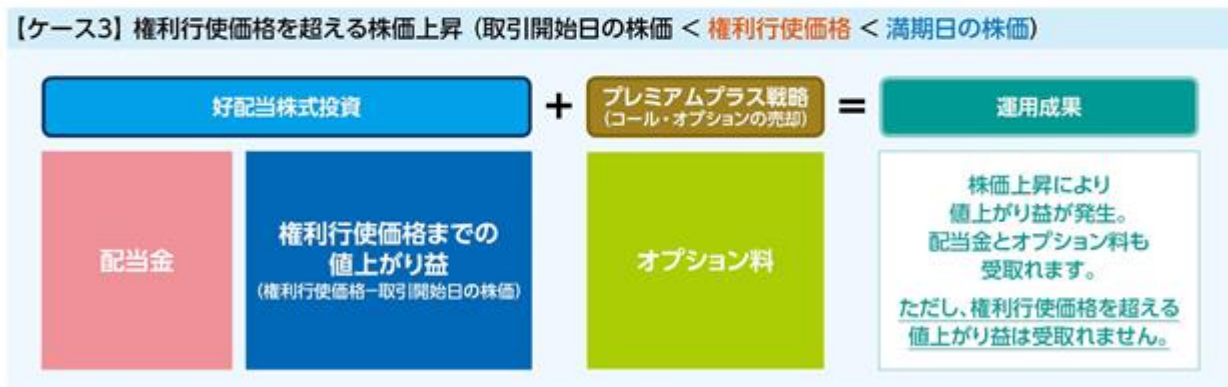 【ケース3】権利行使価格を超える株価上昇（取引開始日の株価 < 権利行使価格 < 満期日の株価）
好配当株式投資
+
プレミアムプラス戦略
（コール・オプションの売却）
=
運用成果
配当金
権利行使価格までの
値上がり益
（権利行使価格−取引開始日の株価）
オプション料
株価上昇により
値上がり益が発生。
配当金とオプション料も
受取れます。
ただし、権利行使価格を超える
値上がり益は受取れません。